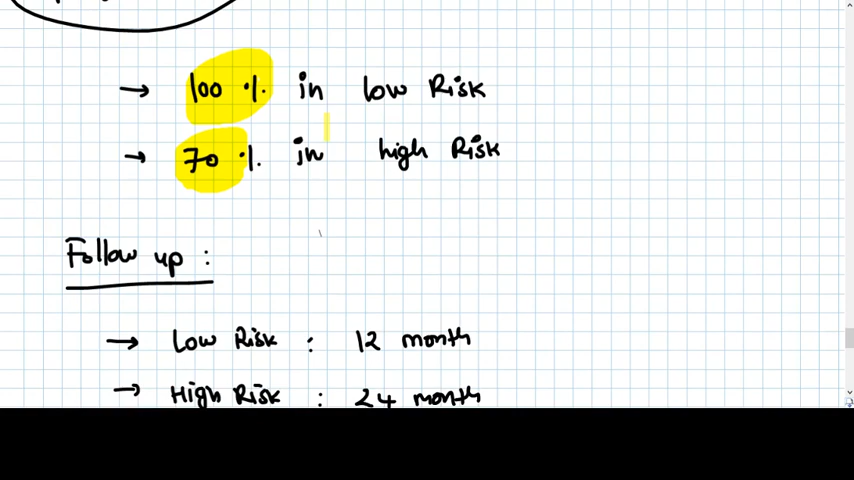 → 100 % in low Risk
→ 70 % in high Risk
Follow up :
→ Low Risk : 12 month
→ High Risk : 24 month